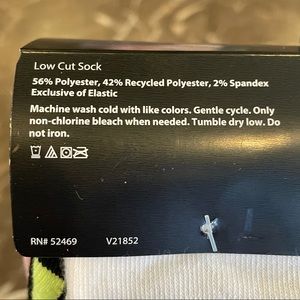 Low Cut Sock
56% Polyester, 42% Recycled Polyester, 2% Spandex
Exclusive of Elastic
Machine wash cold with like colors. Gentle cycle. Only
non-chlorine bleach when needed. Tumble dry low. Do
not iron.
RN# 52469 V21852